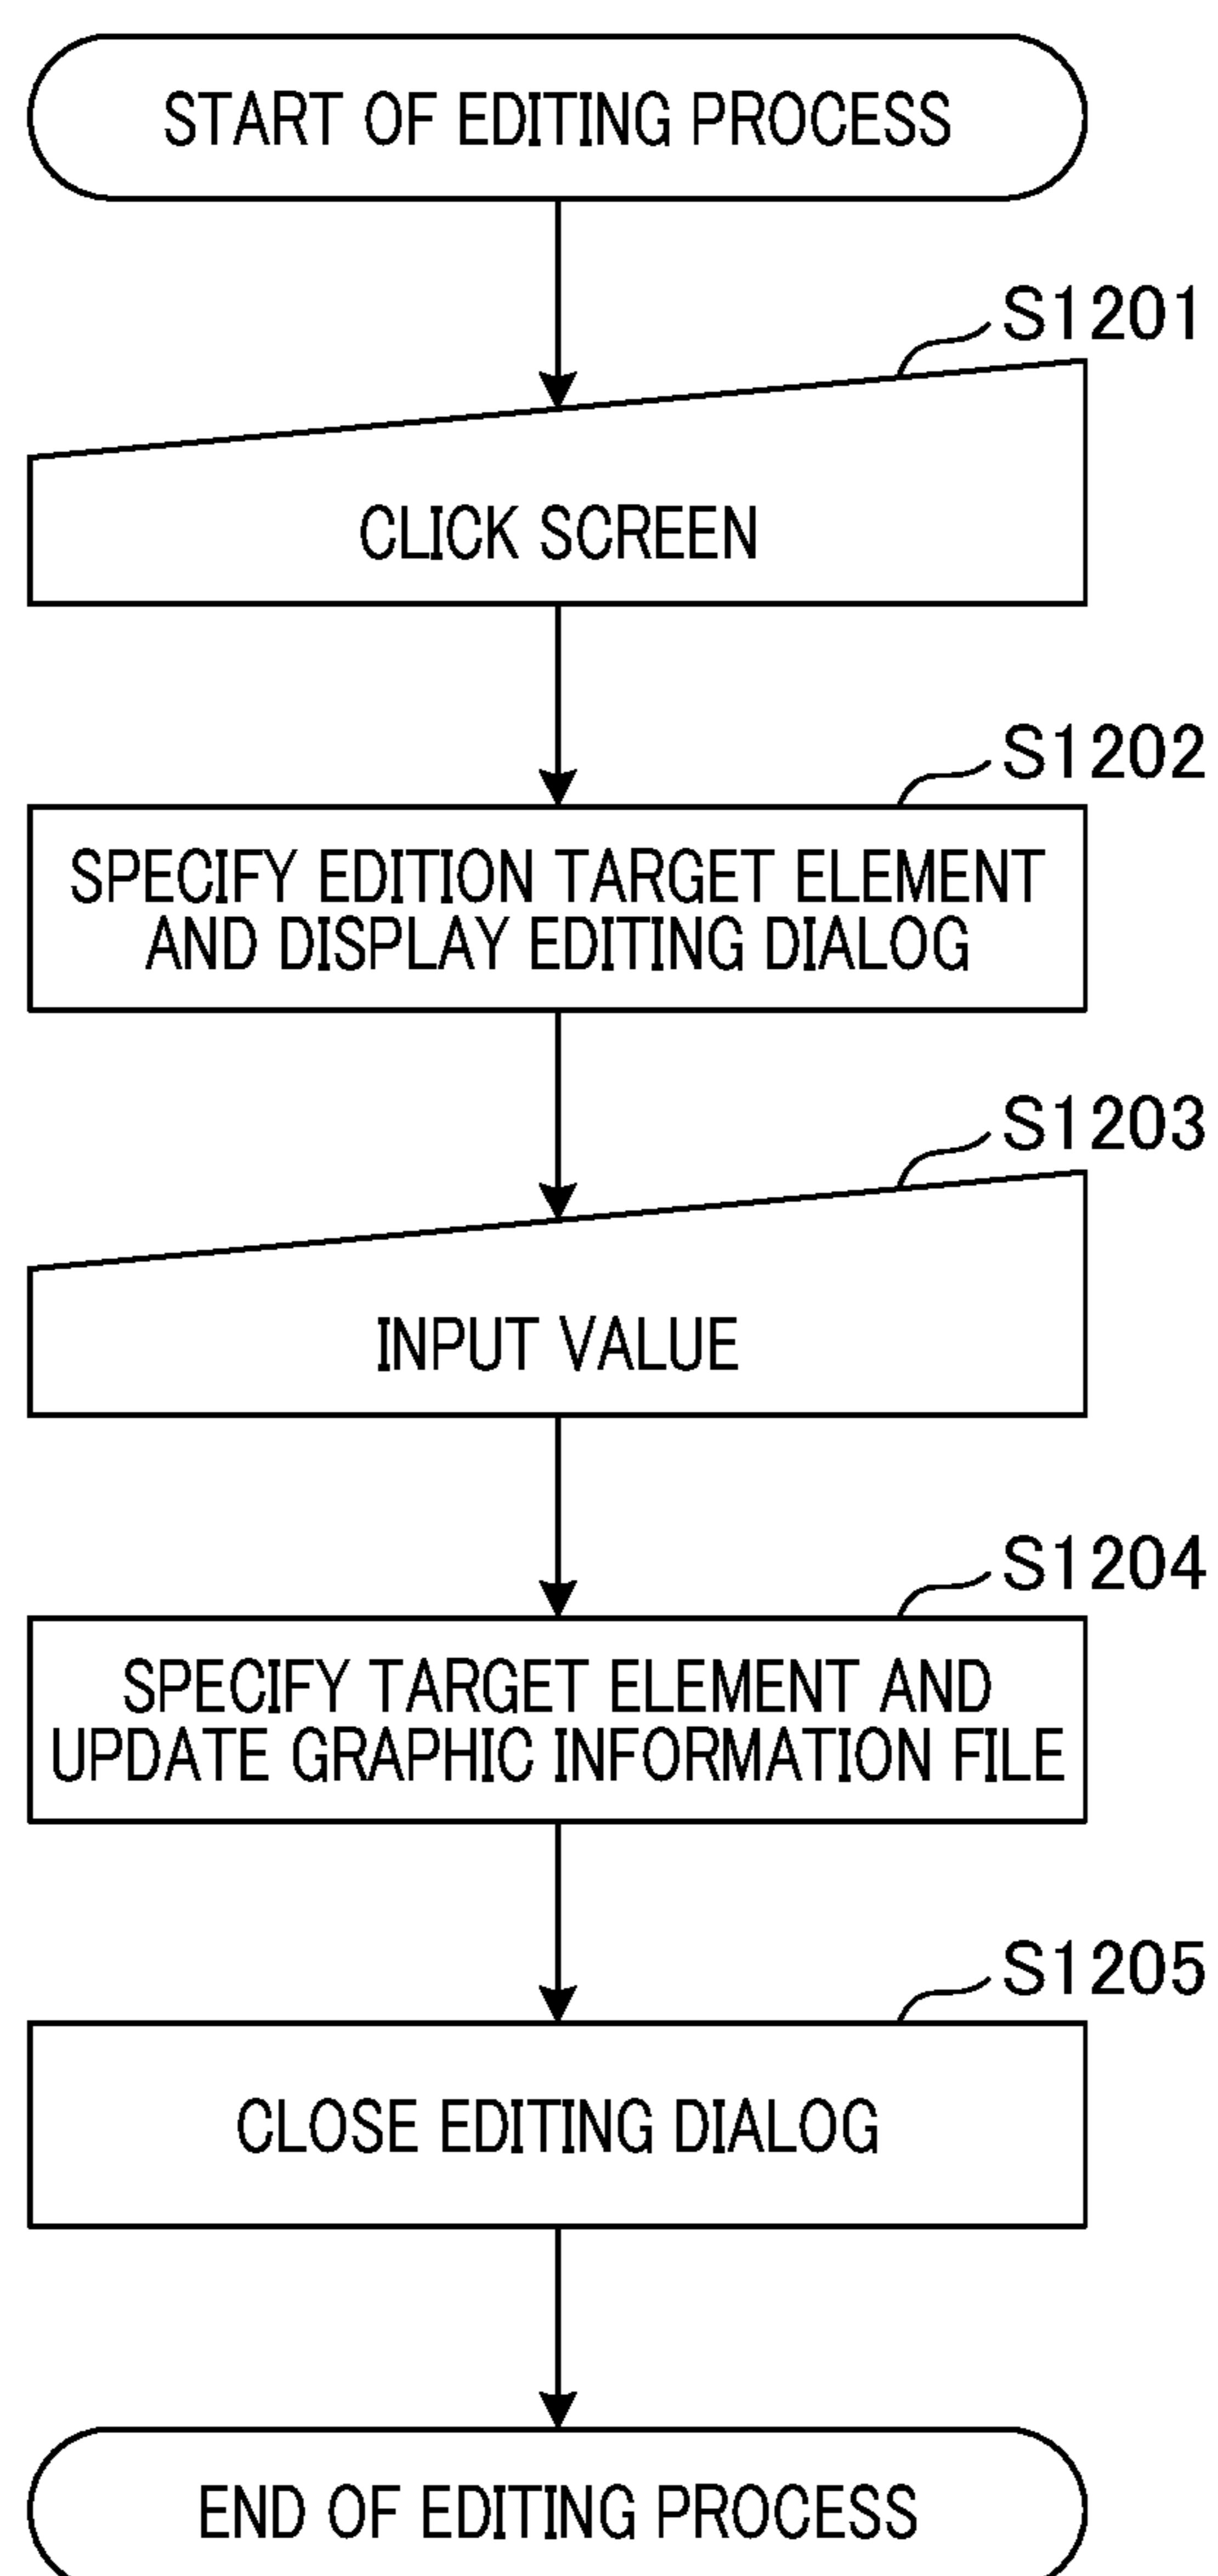 START OF EDITING PROCESS
S1201
CLICK SCREEN
S1202
SPECIFY EDITION TARGET ELEMENT
AND DISPLAY EDITING DIALOG
S1203
INPUT VALUE
S1204
SPECIFY TARGET ELEMENT AND
UPDATE GRAPHIC INFORMATION FILE
S1205
CLOSE EDITING DIALOG
END OF EDITING PROCESS